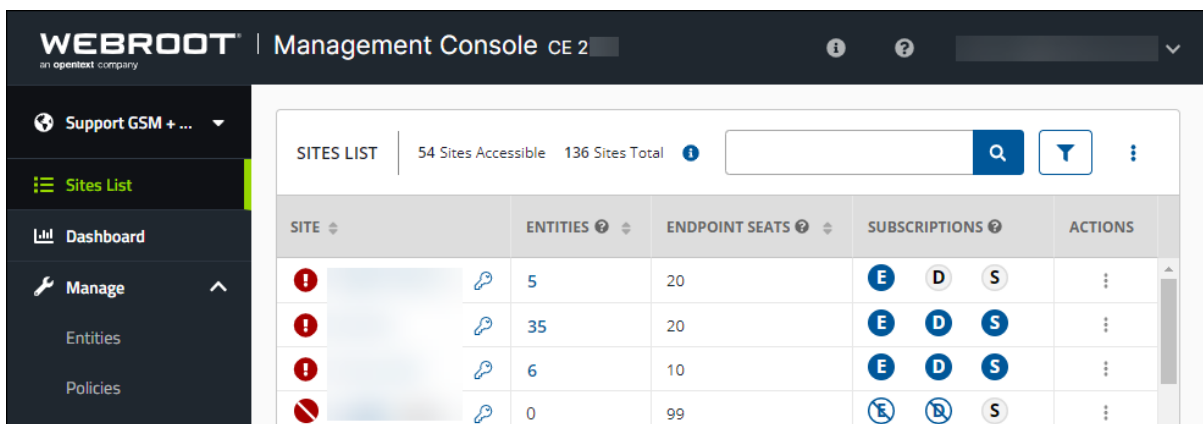 WEBROOT | Management Console CE 2
an opentext company
Support GSM + ...
Sites List
Dashboard
Manage
Entities
Policies
SITES LIST 54 Sites Accessible 136 Sites Total
SITE ENTITIES ENDPOINT SEATS SUBSCRIPTIONS ACTIONS
5 20 E D S
35 20 E D S
6 10 E D S
0 99 E D S